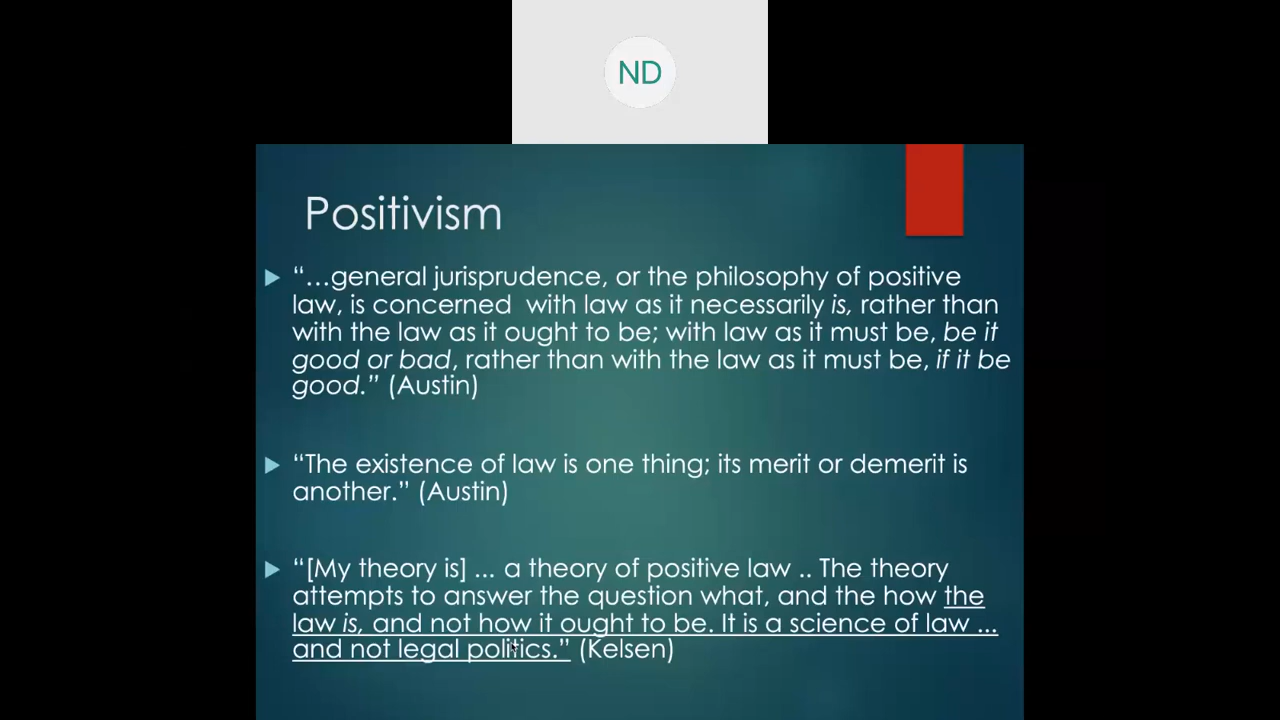 ND
Positivism
“...general jurisprudence, or the philosophy of positive
law, is concerned with law as it necessarily is, rather than
with the law as it ought to be; with law as it must be, be it
good or bad, rather than with the law as it must be, if it be
good.” (Austin)
“The existence of law is one thing; its merit or demerit is
another.” (Austin)
“[My theory is] ... a theory of positive law .. The theory
attempts to answer the question what, and the how the
law is, and not how it ought to be. It is a science of law ...
and not legal politics.” (Kelsen)